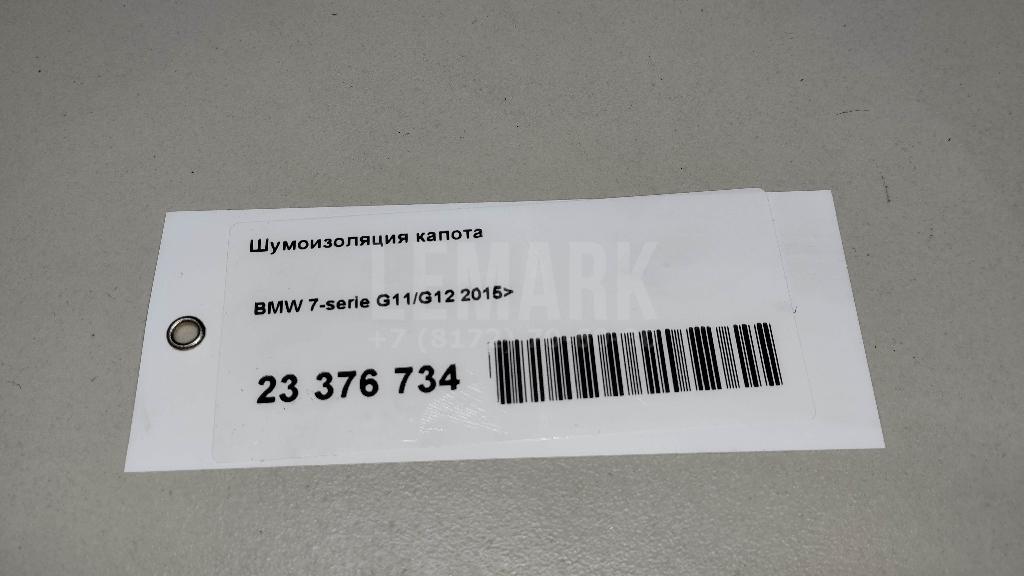 Шумоизоляция капота
LEMARK
BMW 7-serie G11/G12 2015>
23 376 734